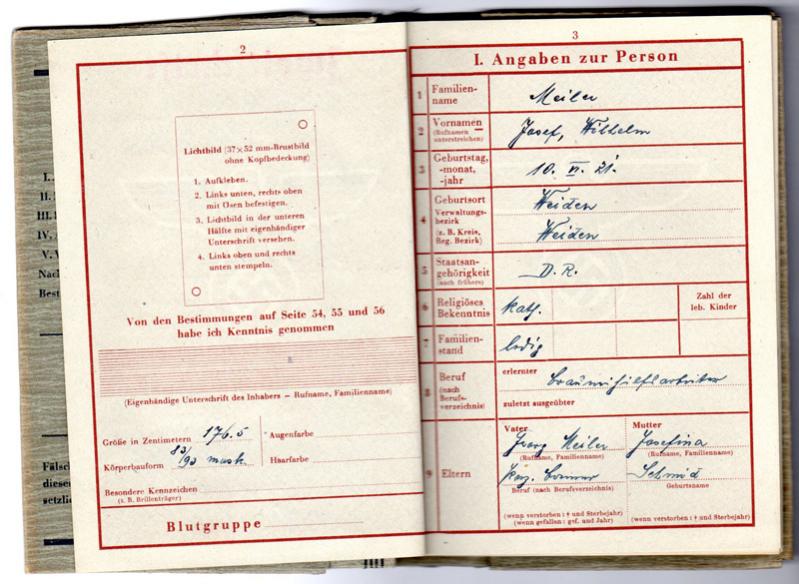 2
Lichtbild (37×52 mm-Brustbild
ohne Kopfbedeckung)
1. Aufkleben.
2. Links unten, rechts oben
mit Ösen befestigen.
3. Lichtbild in der unteren
Hälfte mit eigenhändiger
Unterschrift versehen.
4. Links oben und rechts
unten stempeln.
Von den Bestimmungen auf Seite 54, 55 und 56
habe ich Kenntnis genommen
(Eigenhändige Unterschrift des Inhabers – Rufname, Familienname)
Größe in Zentimetern 176.5
Augenfarbe
Körperbauform 83/93 musk.
Haarfarbe
Besondere Kennzeichen
(z. B. Brillenträger)
Blutgruppe
I.
II.
III.
IV.
V.
Nac
Best
Fälsc
diese
setzlic
3
I. Angaben zur Person
1 Familien-
name
Meiler
2 Vornamen
(Rufnamen
unterstreichen)
Josef, Wilhelm
3 Geburtstag,
-monat,
-jahr
10. VI. 21.
4 Geburtsort
Verwaltungs-
bezirk
(z. B. Kreis,
Reg. Bezirk)
Weiden
Weiden
5 Staatsan-
gehörigkeit
(auch frühere)
D.R.
6 Religiöses
Bekenntnis
kath.
Zahl der
leb. Kinder
7 Familien-
stand
ledig
8 Beruf
(nach
Berufs-
verzeichnis)
erlernter
zuletzt ausgeübter
9 Eltern
Vater
Georg Meiler
(Rufname, Familienname)
Beruf (nach Berufsverzeichnis)
(wenn verstorben: † und Sterbejahr)
(wenn gefallen: gef. und Jahr)
Mutter
Josefina
(Rufname, Familienname)
Schmid
Geburtsname
(wenn verstorben: † und Sterbejahr)